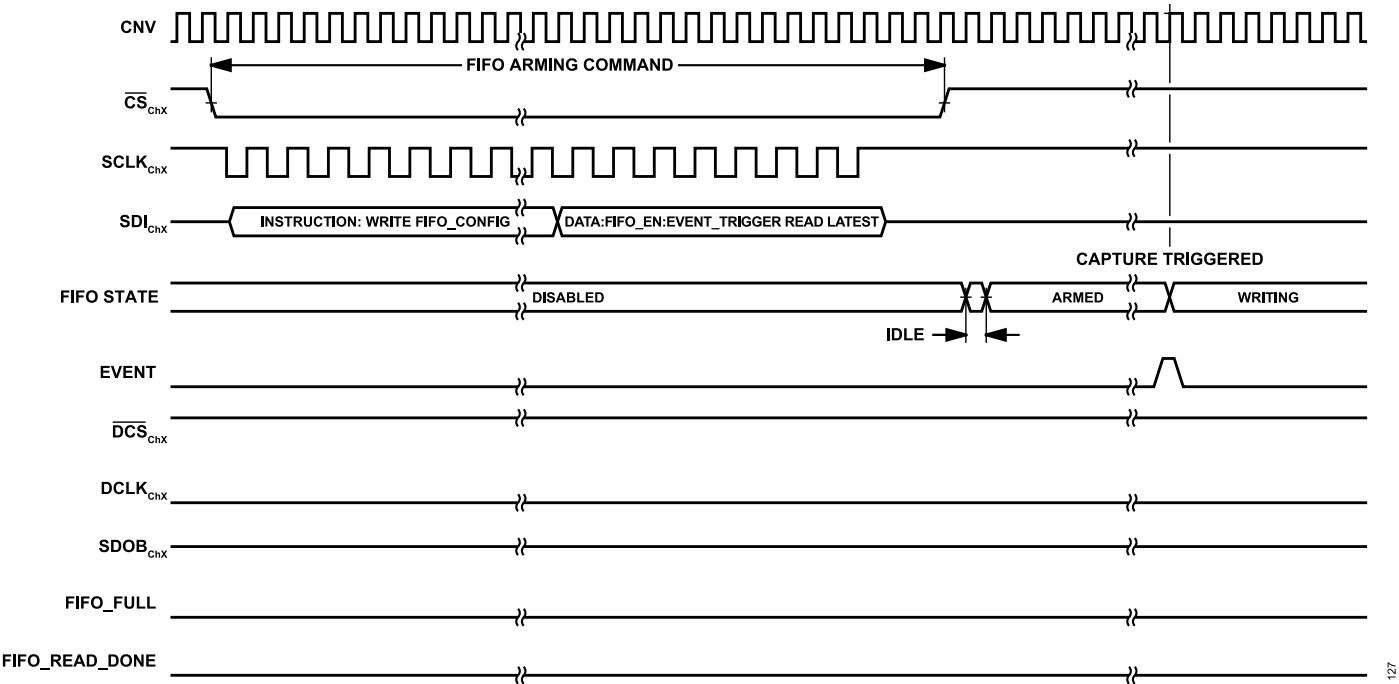 CNV
FIFO ARMING COMMAND
CS ChX
SCLK ChX
SDI ChX
INSTRUCTION: WRITE FIFO_CONFIG
DATA:FIFO_EN:EVENT_TRIGGER READ LATEST
CAPTURE TRIGGERED
FIFO STATE
DISABLED
ARMED
WRITING
IDLE
EVENT
DCS ChX
DCLK ChX
SDOB ChX
FIFO_FULL
FIFO_READ_DONE
127